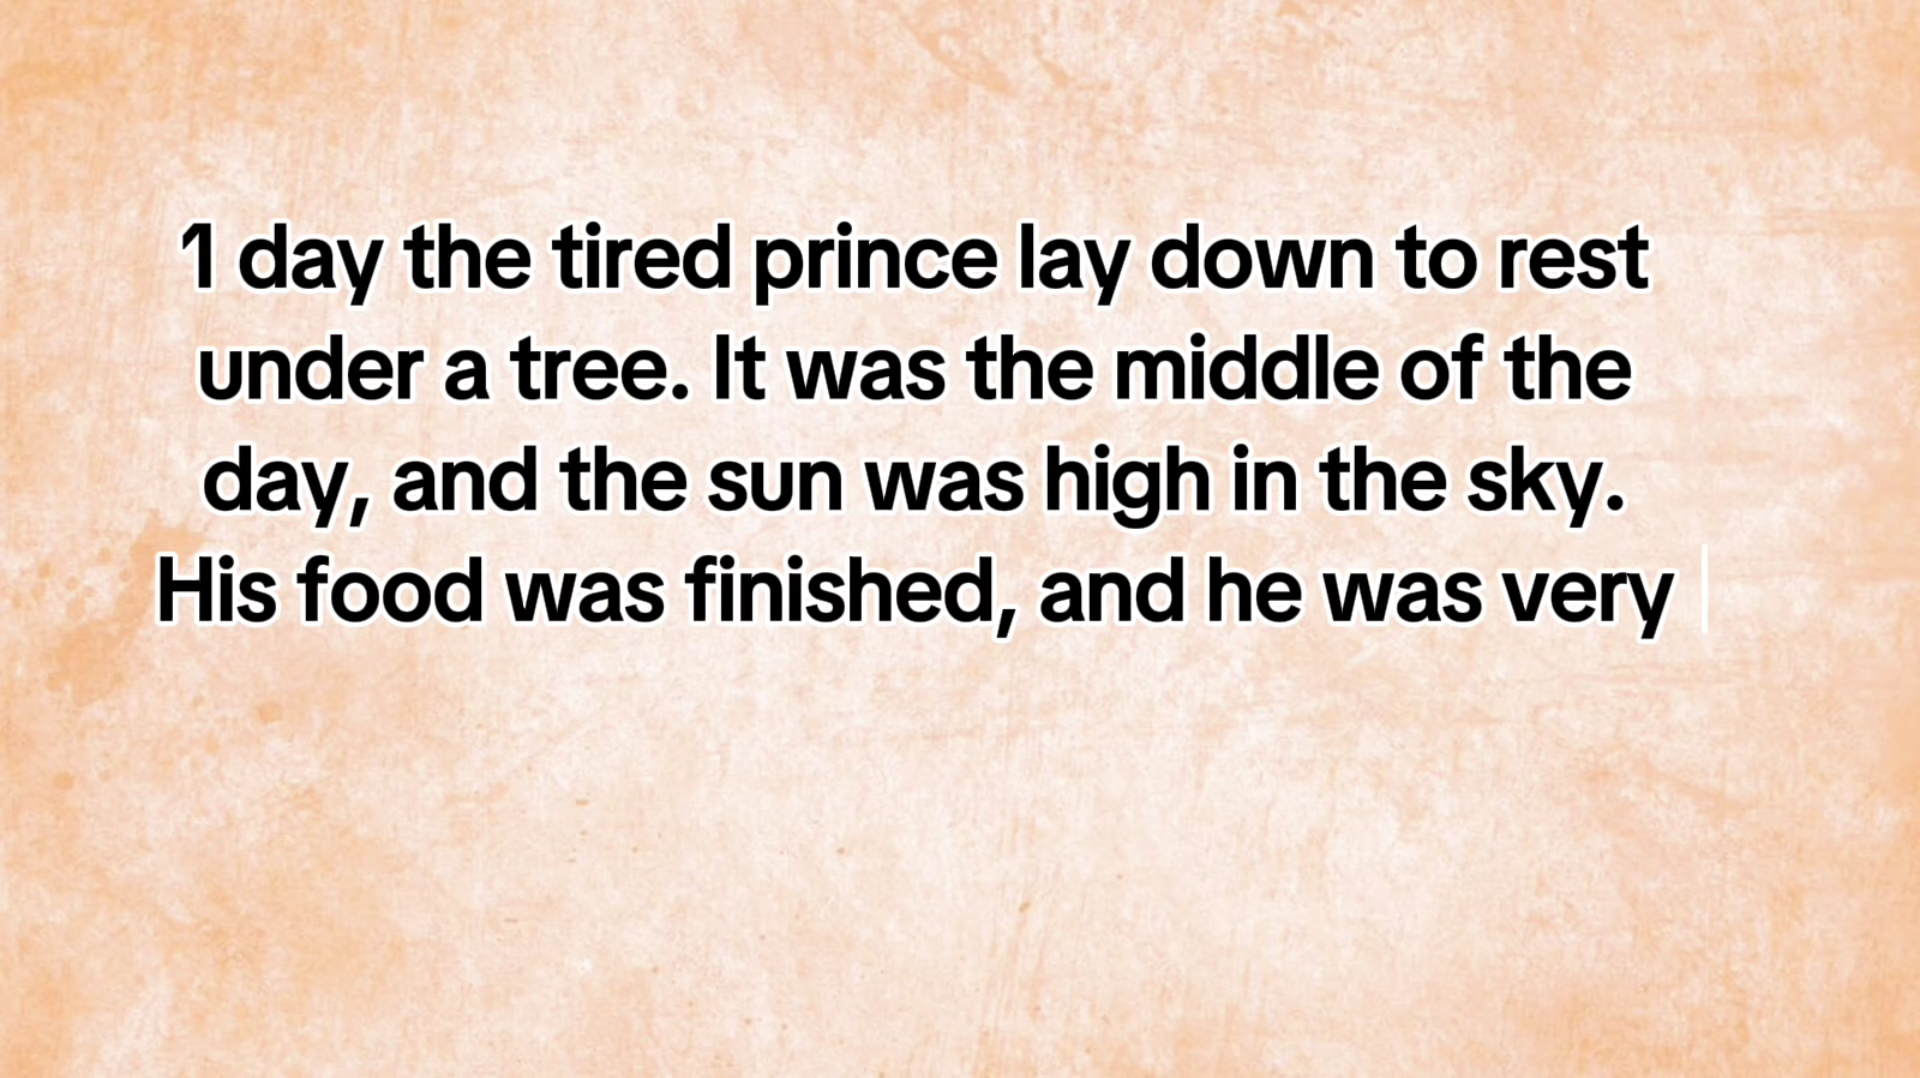 1 day the tired prince lay down to rest
under a tree. It was the middle of the
day, and the sun was high in the sky.
His food was finished, and he was very